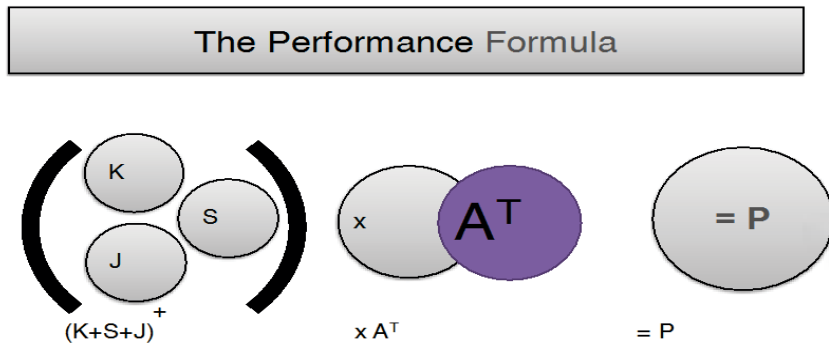 The Performance Formula
K
S
J
x
Aᵀ
= P
+
(K+S+J)
x Aᵀ
= P